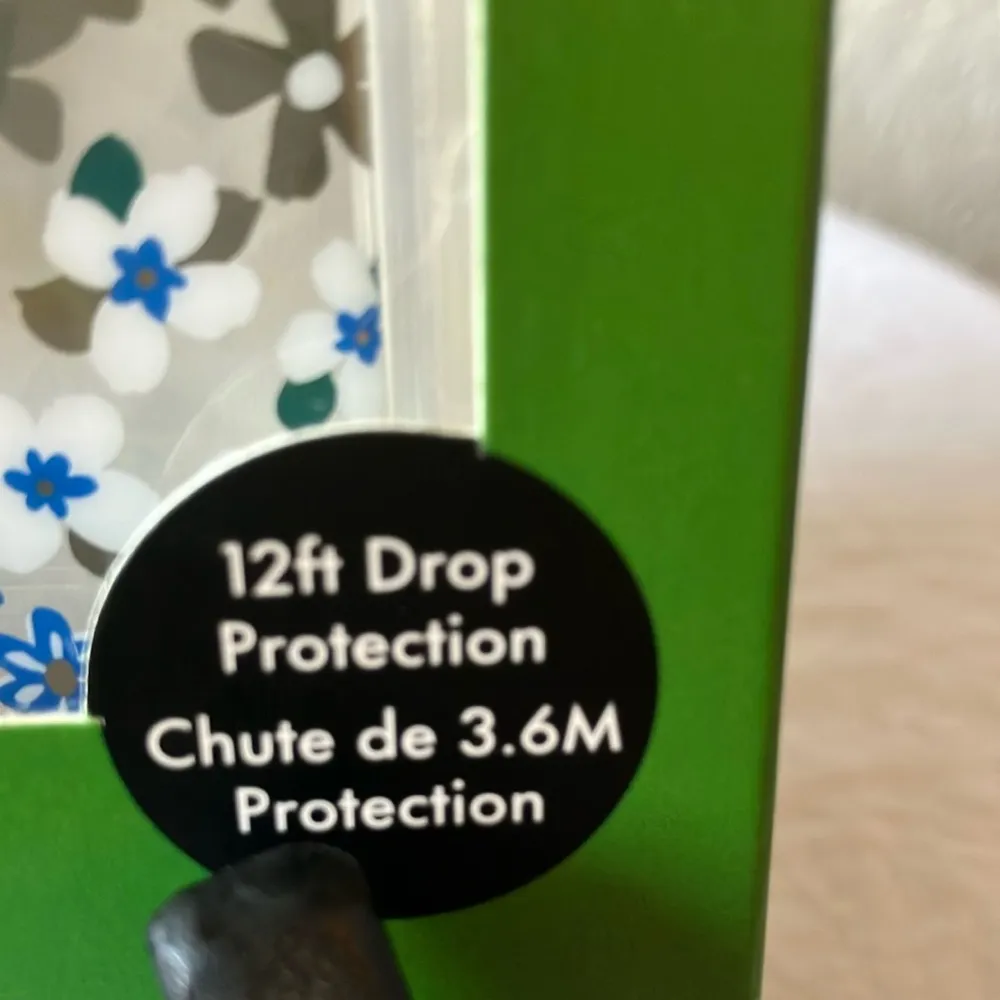 12ft Drop
Protection
Chute de 3.6M
Protection